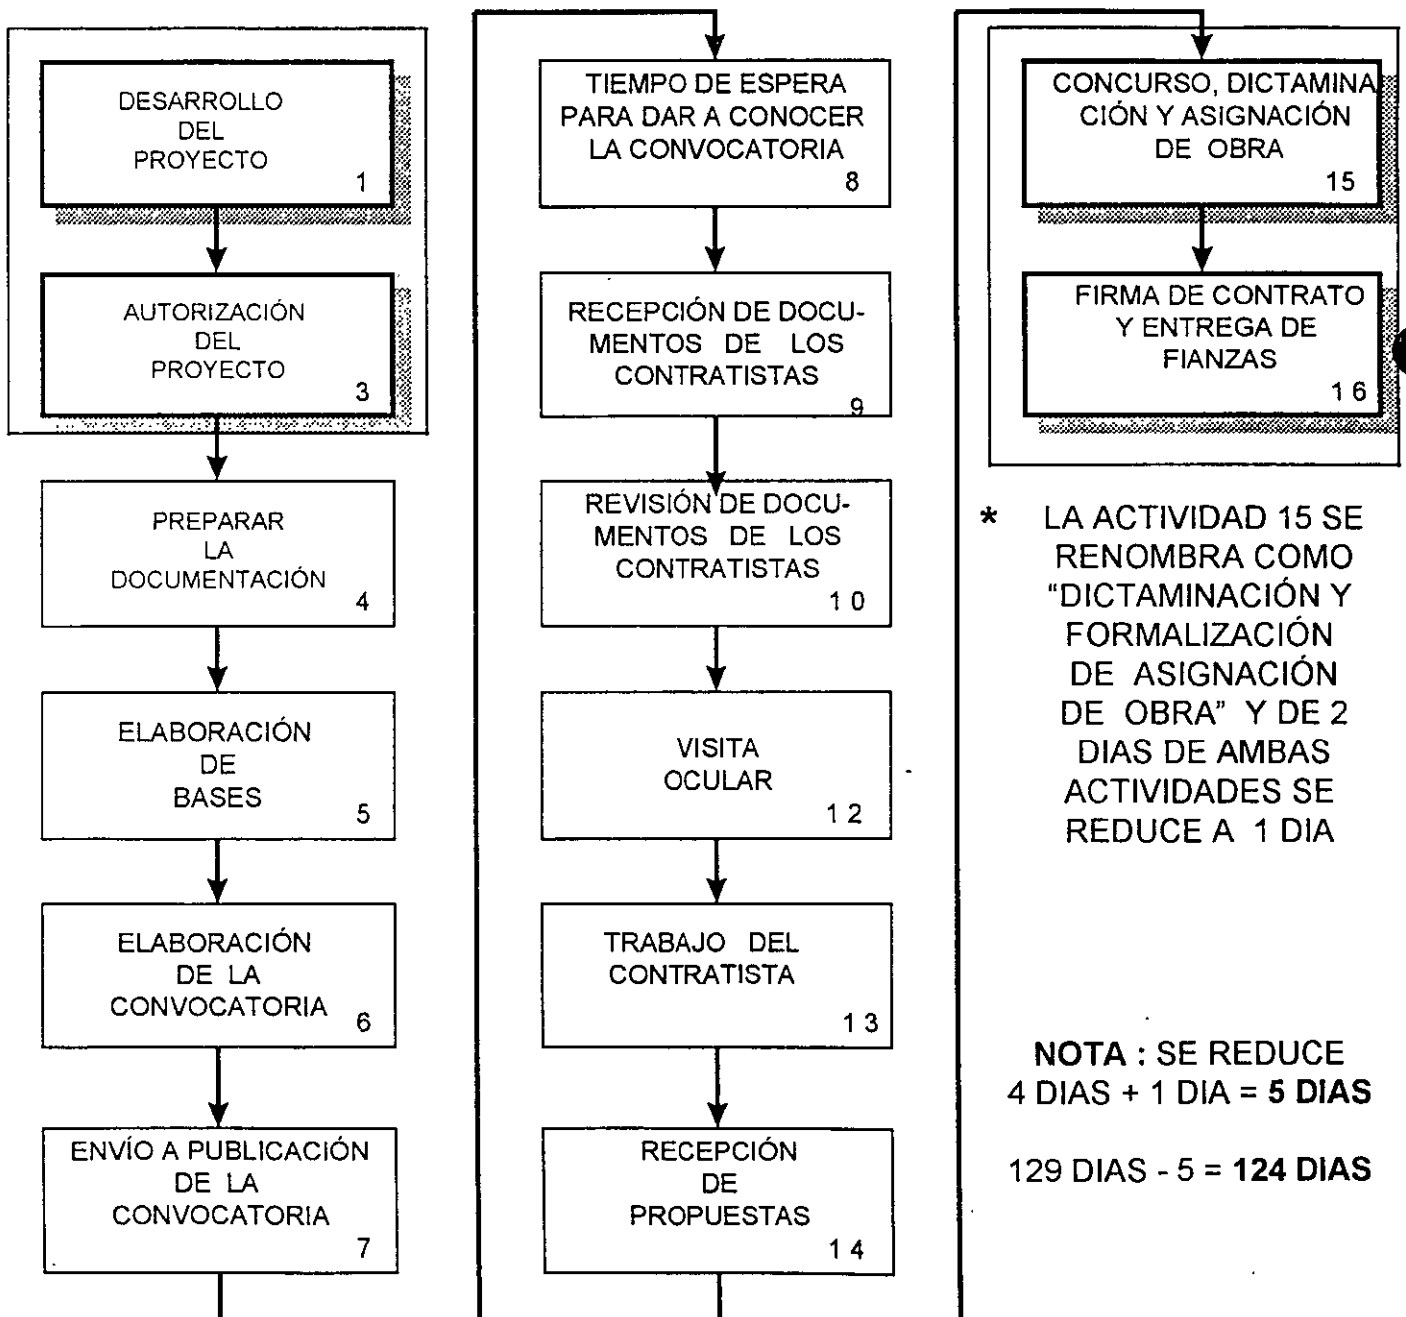 DESARROLLO
DEL
PROYECTO
1
AUTORIZACIÓN
DEL
PROYECTO
3
PREPARAR
LA
DOCUMENTACIÓN
4
ELABORACIÓN
DE
BASES
5
ELABORACIÓN
DE LA
CONVOCATORIA
6
ENVÍO A PUBLICACIÓN
DE LA
CONVOCATORIA
7
TIEMPO DE ESPERA
PARA DAR A CONOCER
LA CONVOCATORIA
8
RECEPCIÓN DE DOCU-
MENTOS DE LOS
CONTRATISTAS
9
REVISIÓN DE DOCU-
MENTOS DE LOS
CONTRATISTAS
10
VISITA
OCULAR
12
TRABAJO DEL
CONTRATISTA
13
RECEPCIÓN
DE
PROPUESTAS
14
CONCURSO, DICTAMINA
CIÓN Y ASIGNACIÓN
DE OBRA
15
FIRMA DE CONTRATO
Y ENTREGA DE
FIANZAS
16
* LA ACTIVIDAD 15 SE
RENOMBRA COMO
“DICTAMINACIÓN Y
FORMALIZACIÓN
DE ASIGNACIÓN
DE OBRA” Y DE 2
DIAS DE AMBAS
ACTIVIDADES SE
REDUCE A 1 DIA
NOTA : SE REDUCE
4 DIAS + 1 DIA = 5 DIAS
129 DIAS - 5 = 124 DIAS